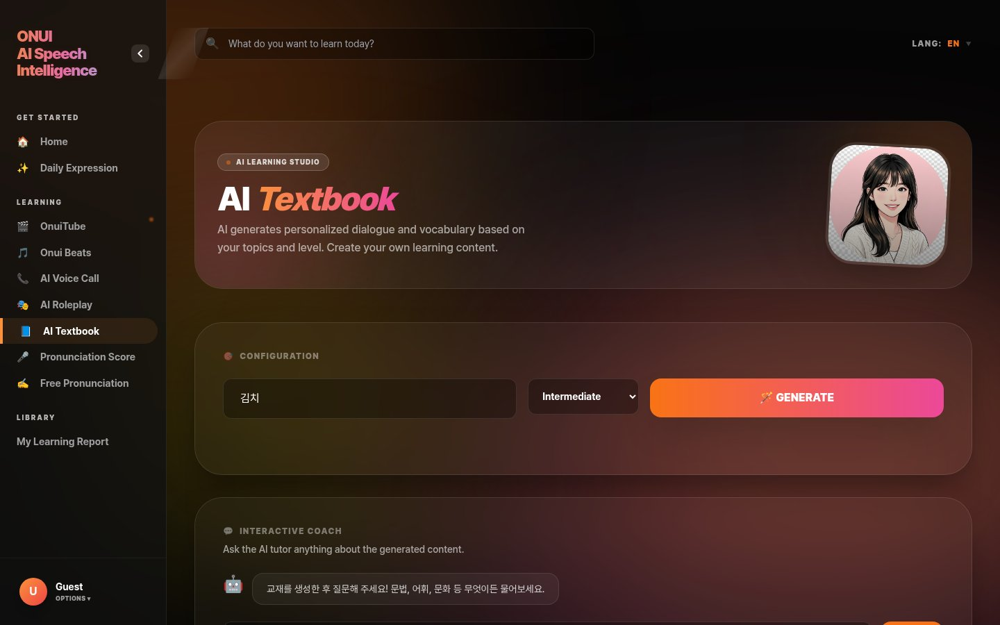 ONUI
AI Speech
Intelligence
GET STARTED
Home
Daily Expression
LEARNING
OnuiTube
Onui Beats
AI Voice Call
AI Roleplay
AI Textbook
Pronunciation Score
Free Pronunciation
LIBRARY
My Learning Report
U
Guest
OPTIONS ▾
What do you want to learn today?
LANG: EN ▼
AI LEARNING STUDIO
AI Textbook
AI generates personalized dialogue and vocabulary based on
your topics and level. Create your own learning content.
CONFIGURATION
김치
Intermediate
GENERATE
INTERACTIVE COACH
Ask the AI tutor anything about the generated content.
교재를 생성한 후 질문해 주세요! 문법, 어휘, 문화 등 무엇이든 물어보세요.